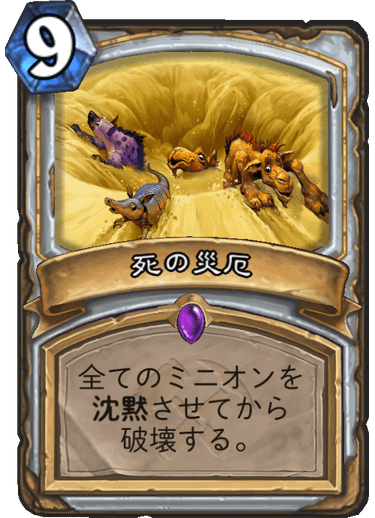 9
死の災厄
全てのミニオンを
沈黙させてから
破壊する。